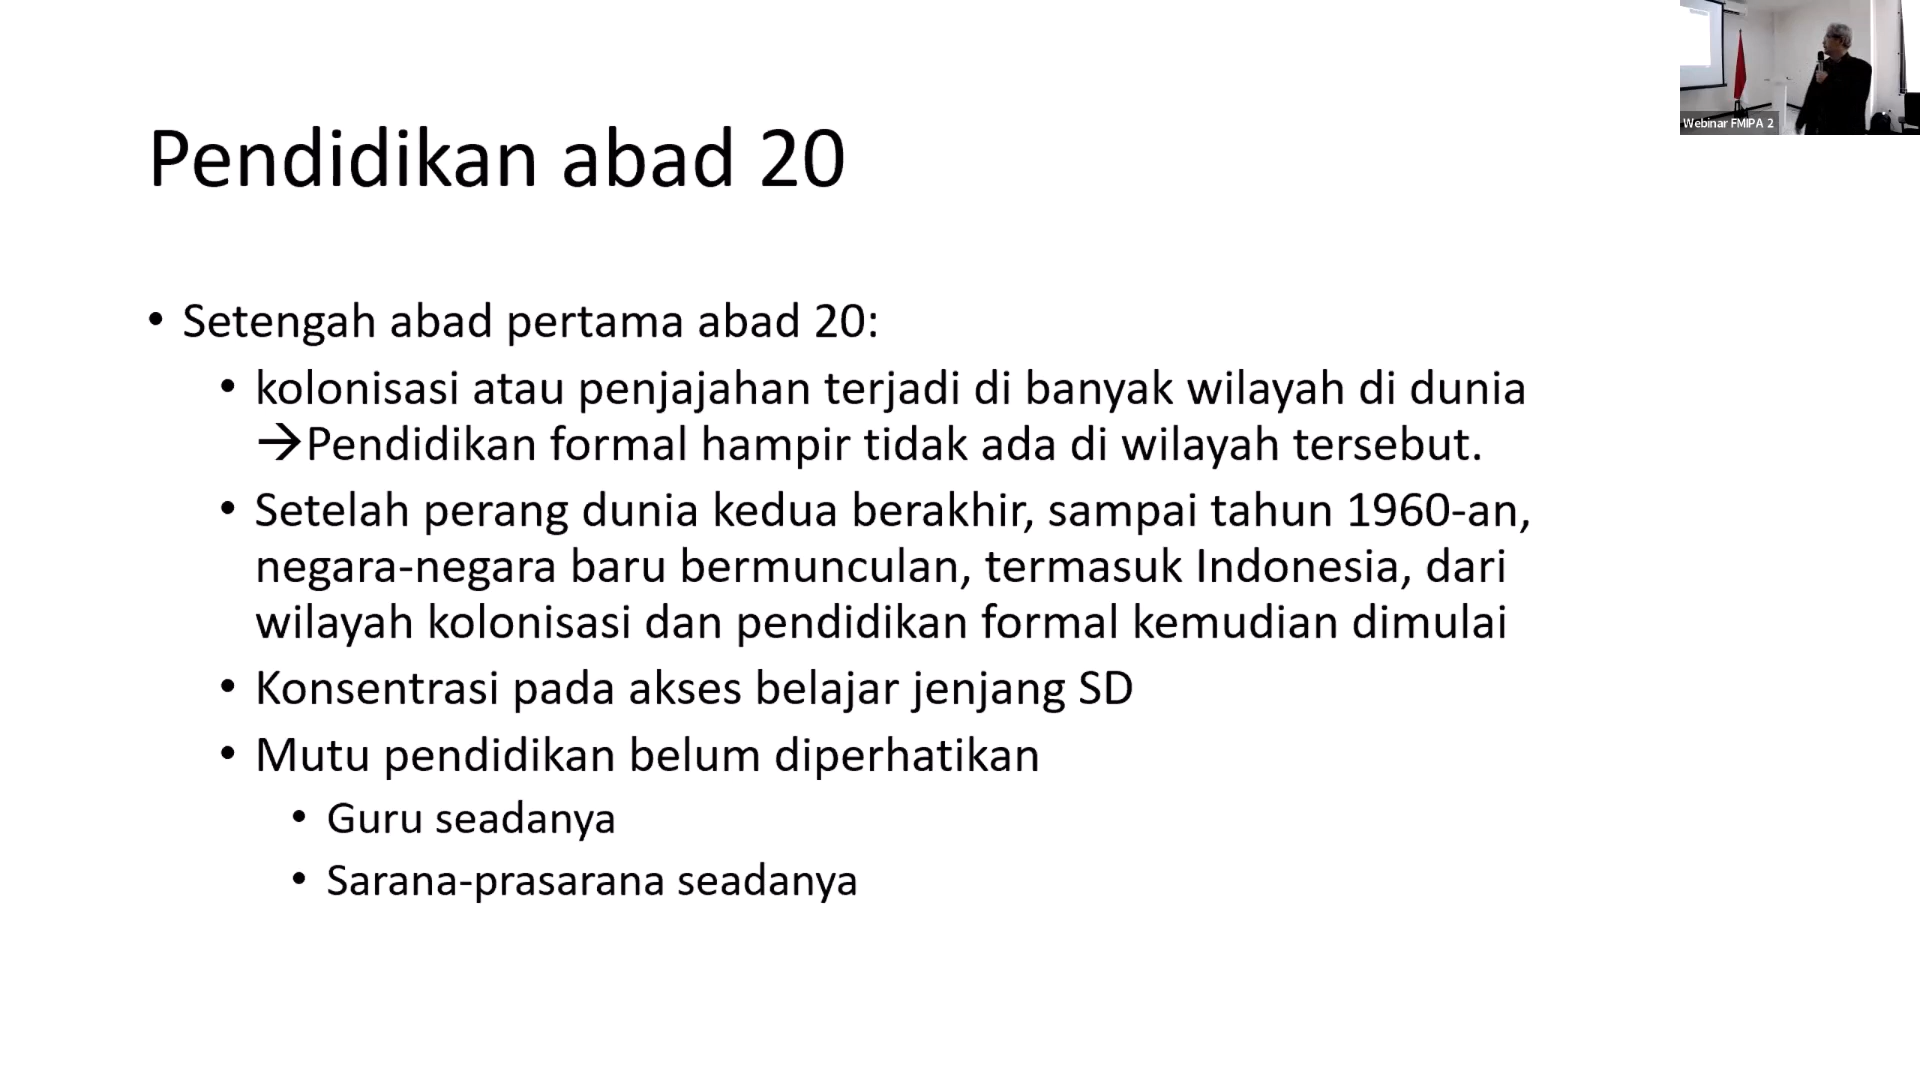 Webinar FMIPA 2
Pendidikan abad 20
• Setengah abad pertama abad 20:
• kolonisasi atau penjajahan terjadi di banyak wilayah di dunia
→Pendidikan formal hampir tidak ada di wilayah tersebut.
• Setelah perang dunia kedua berakhir, sampai tahun 1960-an,
negara-negara baru bermunculan, termasuk Indonesia, dari
wilayah kolonisasi dan pendidikan formal kemudian dimulai
• Konsentrasi pada akses belajar jenjang SD
• Mutu pendidikan belum diperhatikan
• Guru seadanya
• Sarana-prasarana seadanya